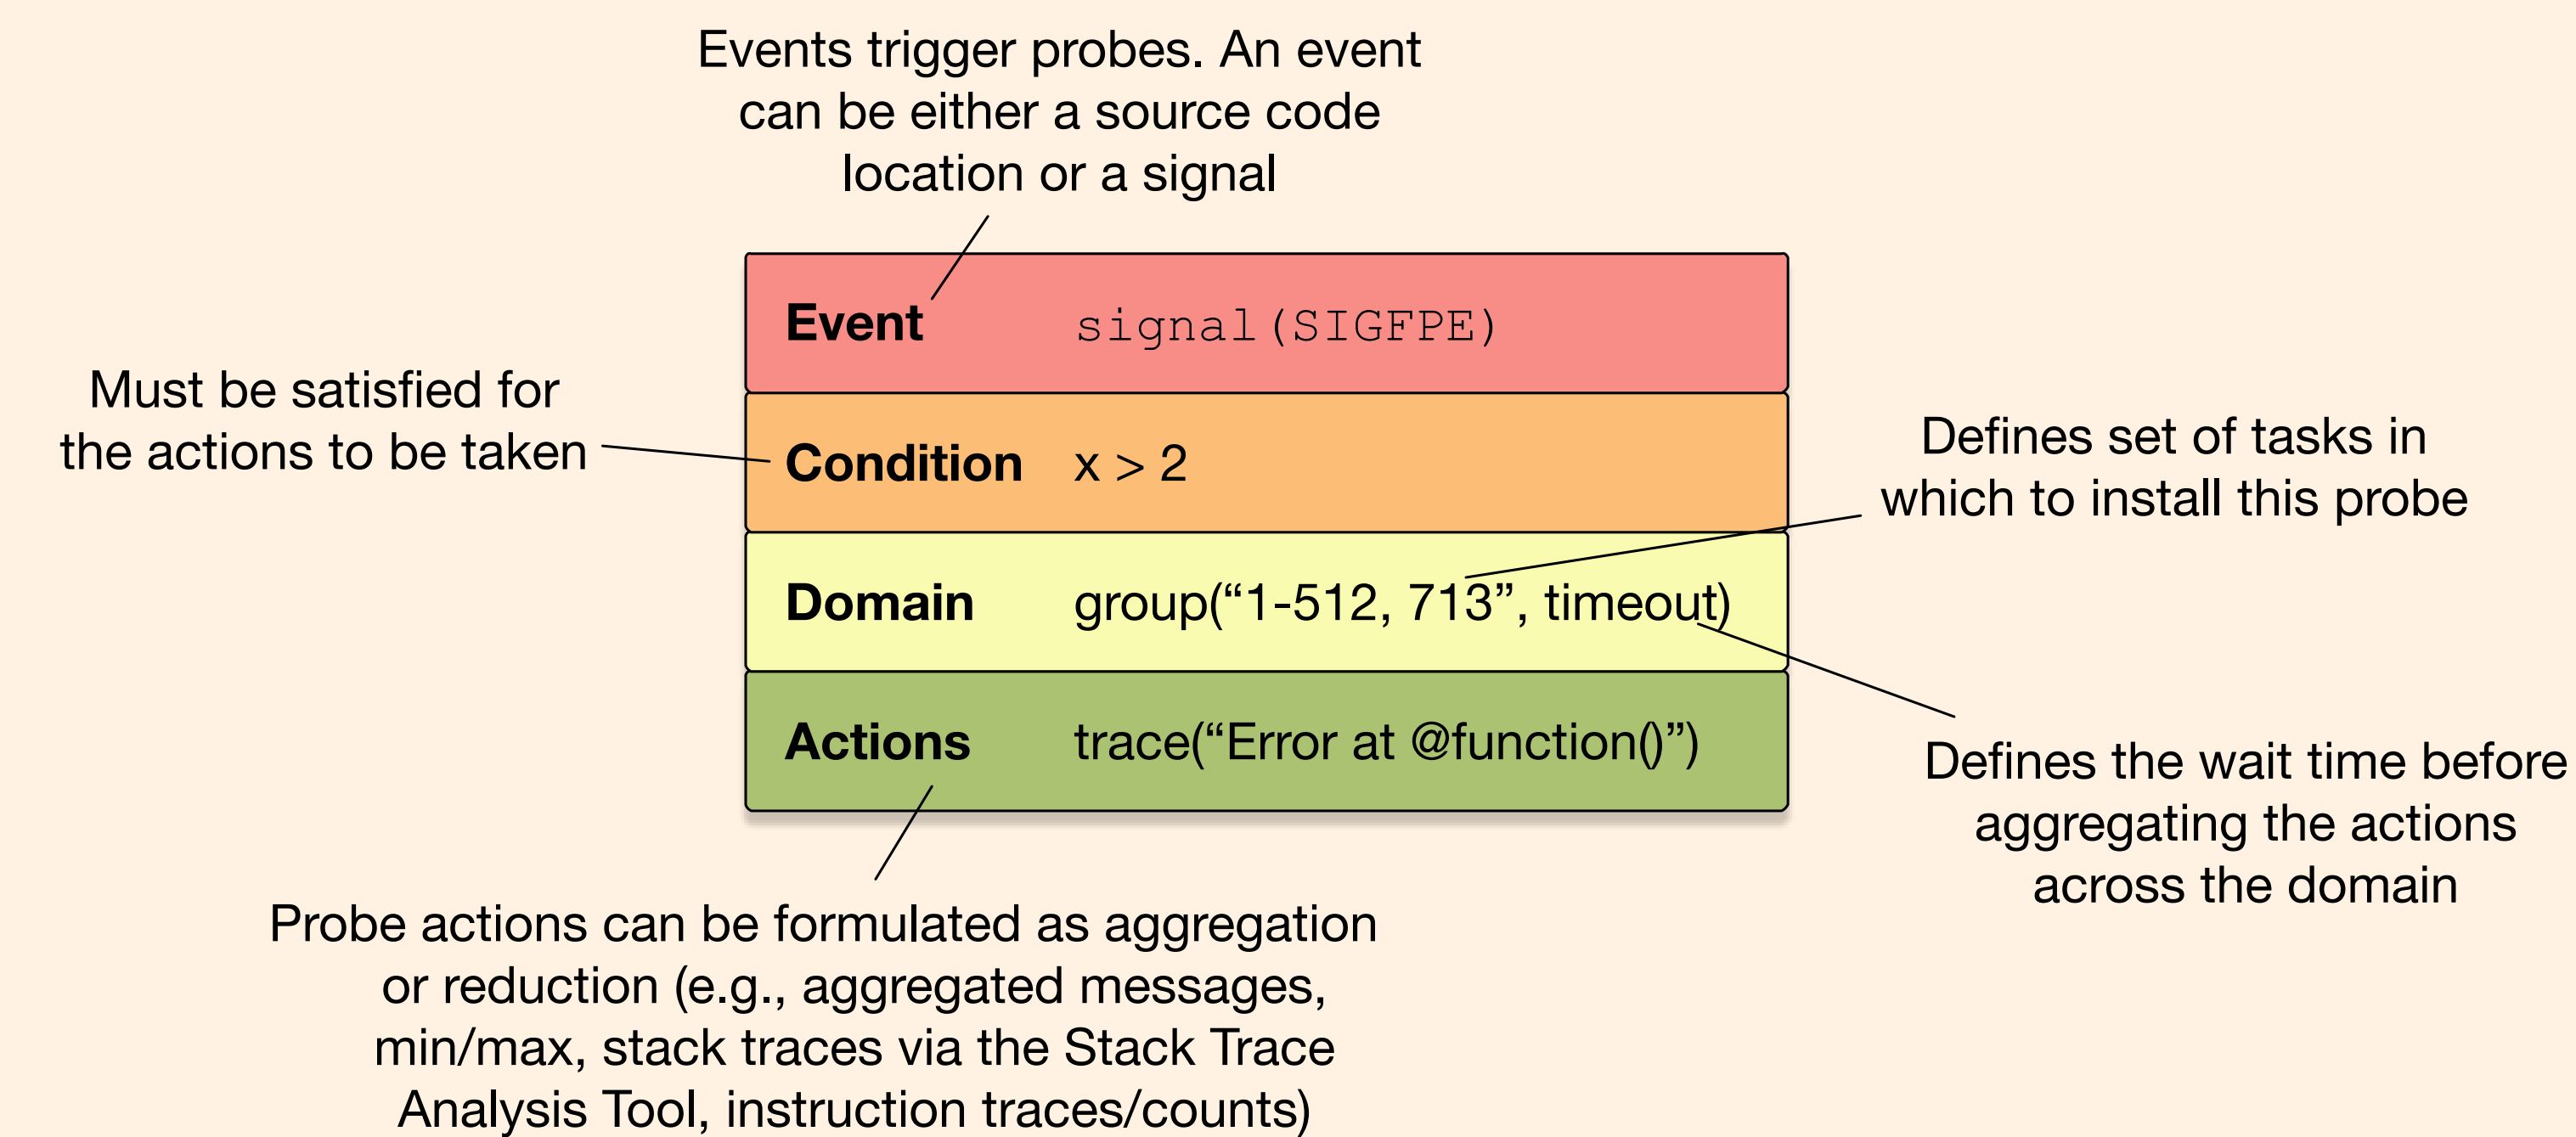 Events trigger probes. An event
can be either a source code
location or a signal
Event signal(SIGFPE)
Must be satisfied for
the actions to be taken
Condition x > 2
Defines set of tasks in
which to install this probe
Domain group(“1-512, 713”, timeout)
Actions trace(“Error at @function()”)
Defines the wait time before
aggregating the actions
across the domain
Probe actions can be formulated as aggregation
or reduction (e.g., aggregated messages,
min/max, stack traces via the Stack Trace
Analysis Tool, instruction traces/counts)